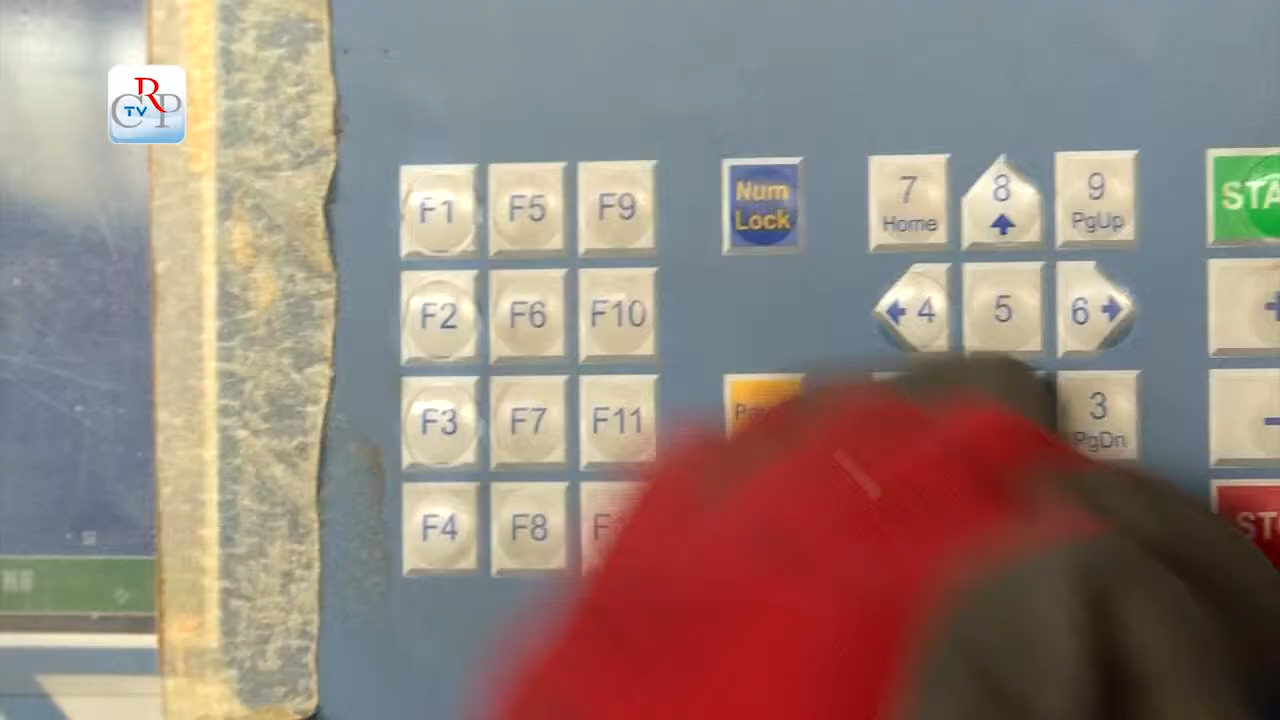 CRP
TV
F1 F5 F9
Num
Lock
7
Home
8
9
PgUp
F2 F6 F10
4 5 6
F3 F7 F11
3
PgDn
+
-
F4 F8